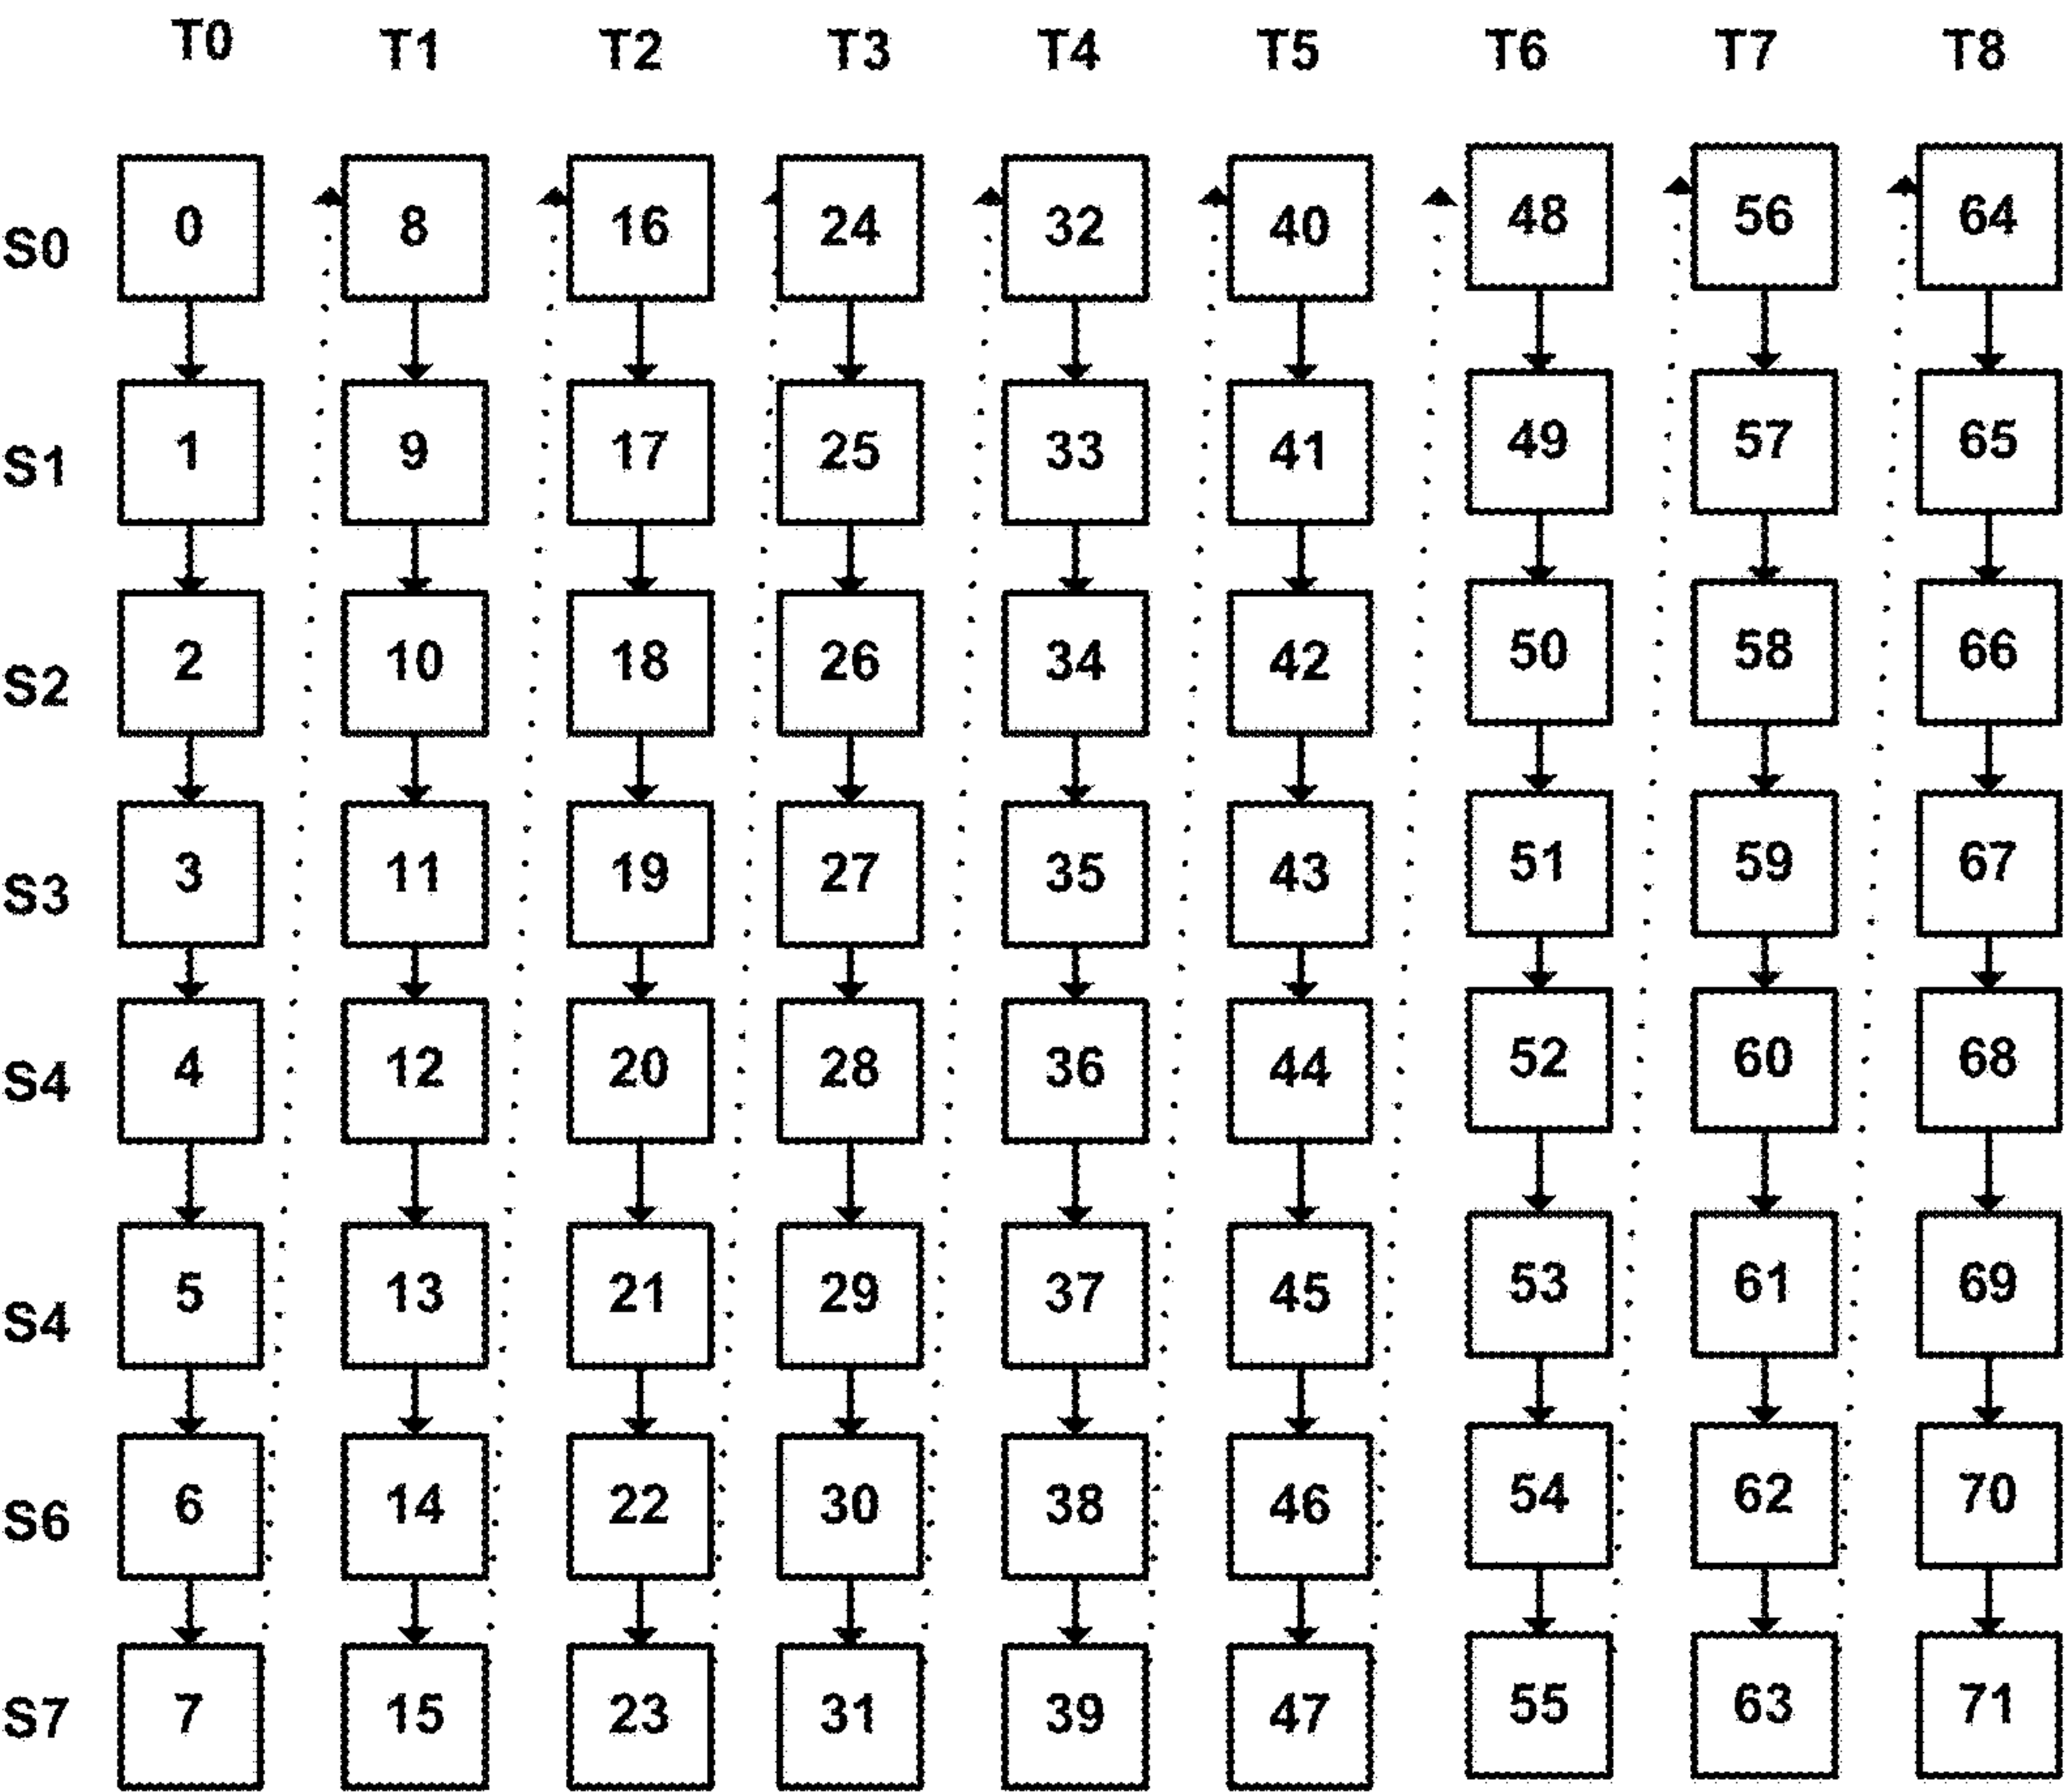 T0 T1 T2 T3 T4 T5 T6 T7 T8
S0 0 8 16 24 32 40 48 56 64
S1 1 9 17 25 33 41 49 57 65
S2 2 10 18 26 34 42 50 58 66
S3 3 11 19 27 35 43 51 59 67
S4 4 12 20 28 36 44 52 60 68
S4 5 13 21 29 37 45 53 61 69
S6 6 14 22 30 38 46 54 62 70
S7 7 15 23 31 39 47 55 63 71